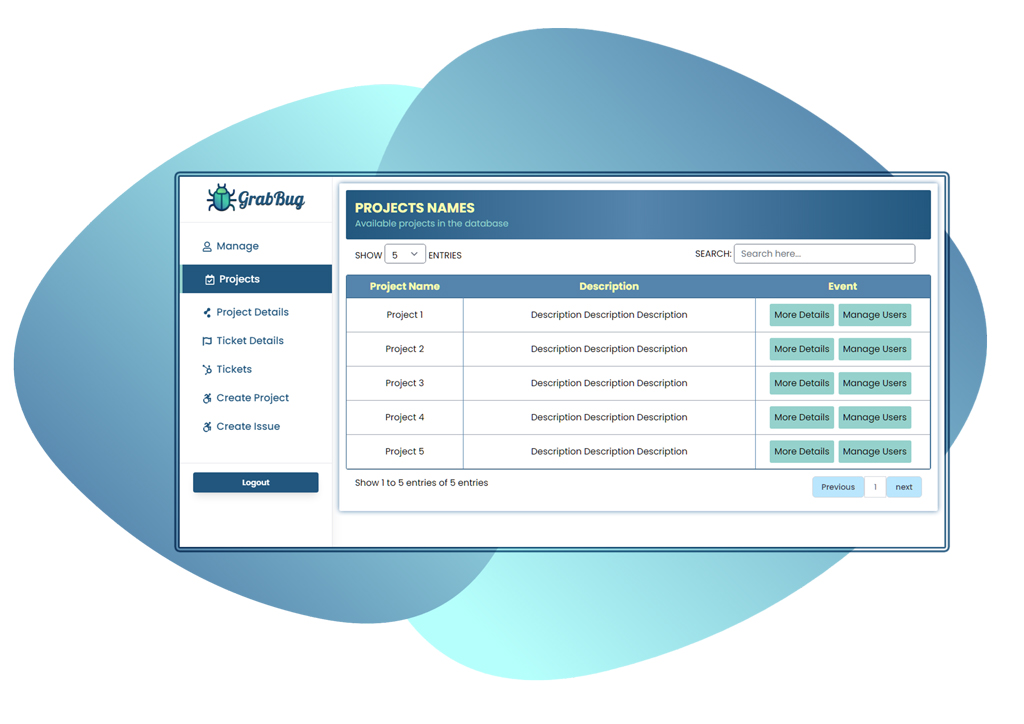 GrabBug
Manage
Projects
Project Details
Ticket Details
Tickets
Create Project
Create Issue
Logout
PROJECTS NAMES
Available projects in the database
SHOW 5 ENTRIES SEARCH: Search here...
Project Name Description Event
Project 1 Description Description Description More Details Manage Users
Project 2 Description Description Description More Details Manage Users
Project 3 Description Description Description More Details Manage Users
Project 4 Description Description Description More Details Manage Users
Project 5 Description Description Description More Details Manage Users
Show 1 to 5 entries of 5 entries Previous 1 next